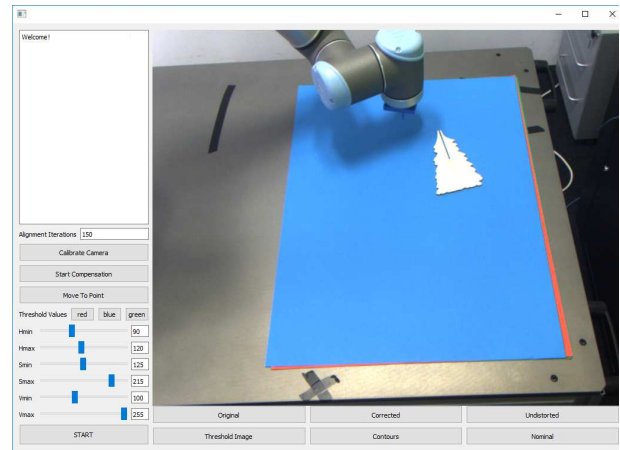 Welcome!
Alignment Iterations 150
Calibrate Camera
Start Compensation
Move To Point
Threshold Values red blue green
Hmin 90
Hmax 120
Smin 125
Smax 215
Vmin 100
Vmax 255
START
Original Corrected Undistorted
Threshold Image Contours Nominal